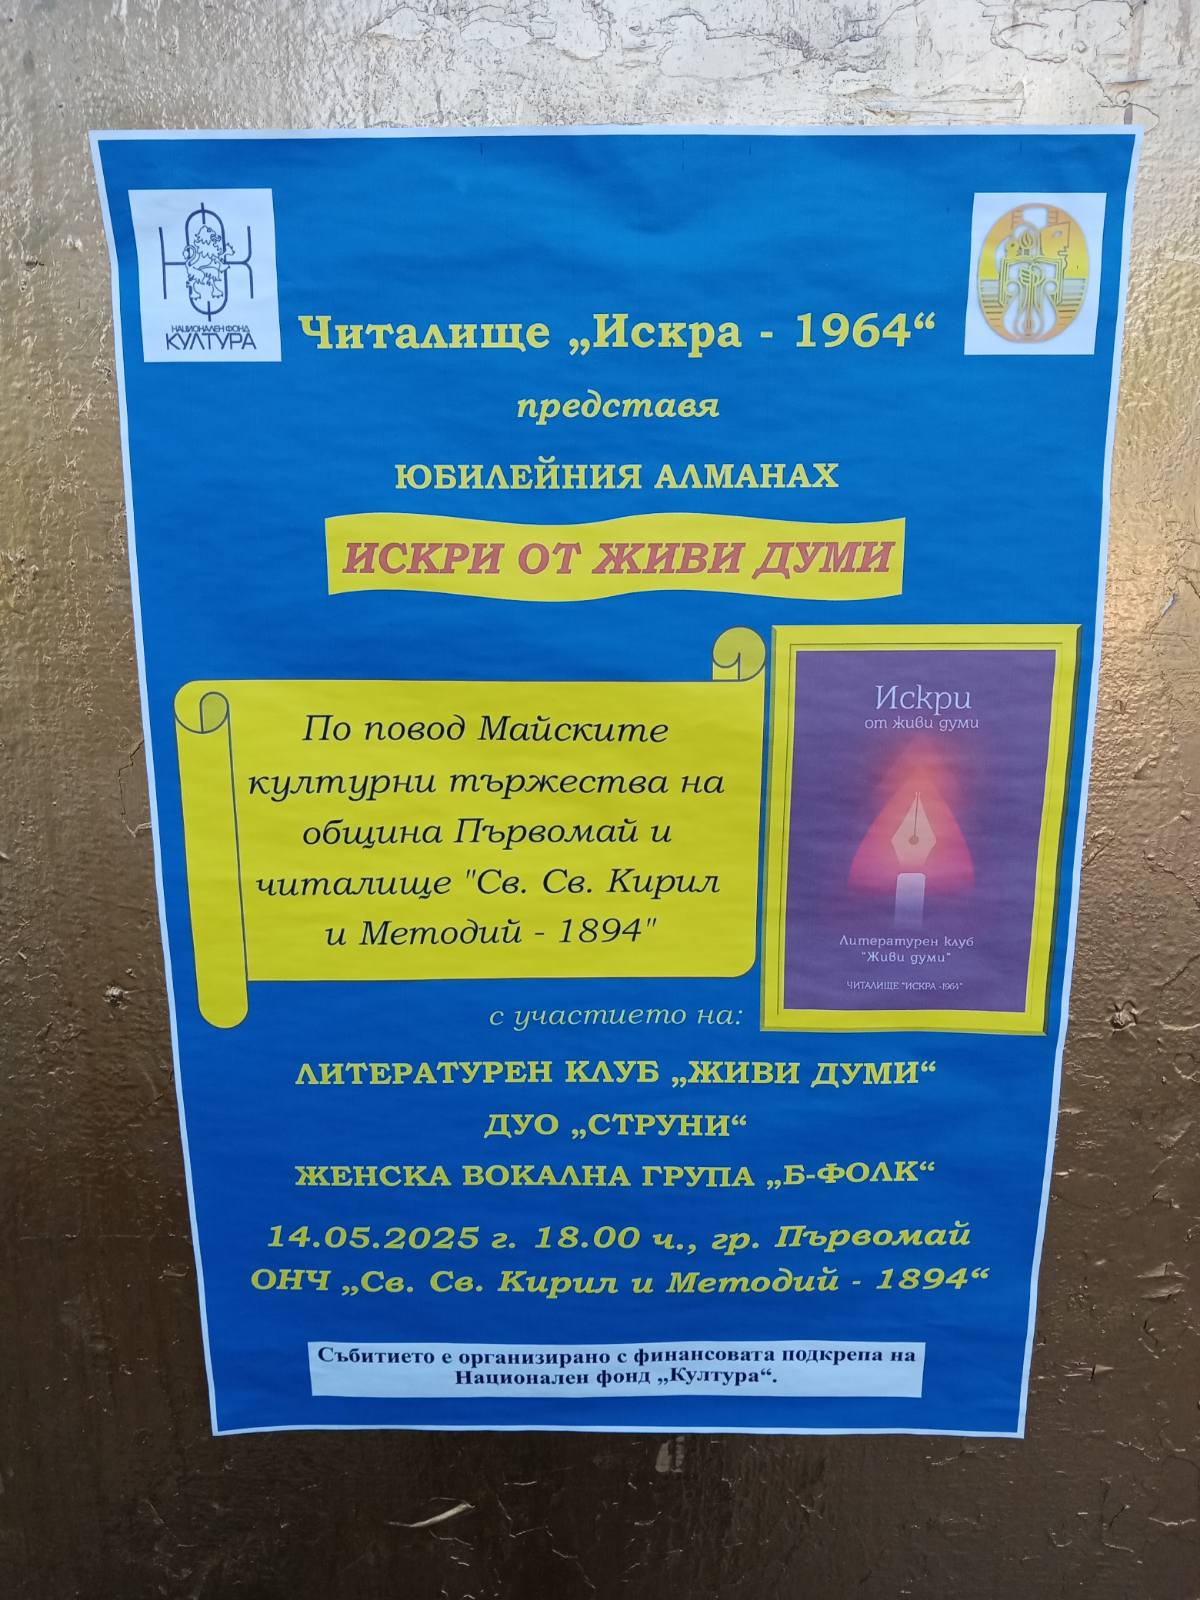 НАЦИОНАЛЕН ФОНД
КУЛТУРА
Читалище „Искра - 1964“
представя
ЮБИЛЕЙНИЯ АЛМАНАХ
ИСКРИ ОТ ЖИВИ ДУМИ
По повод Майските
културни тържества на
община Първомай и
читалище "Св. Св. Кирил
и Методий - 1894"
Искри
от живи думи
Литературен клуб
"Живи думи"
ЧИТАЛИЩЕ "ИСКРА -1964"
с участието на:
ЛИТЕРАТУРЕН КЛУБ „ЖИВИ ДУМИ“
ДУО „СТРУНИ“
ЖЕНСКА ВОКАЛНА ГРУПА „Б-ФОЛК“
14.05.2025 г. 18.00 ч., гр. Първомай
ОНЧ „Св. Св. Кирил и Методий - 1894“
Събитието е организирано с финансовата подкрепа на
Национален фонд „Култура“.